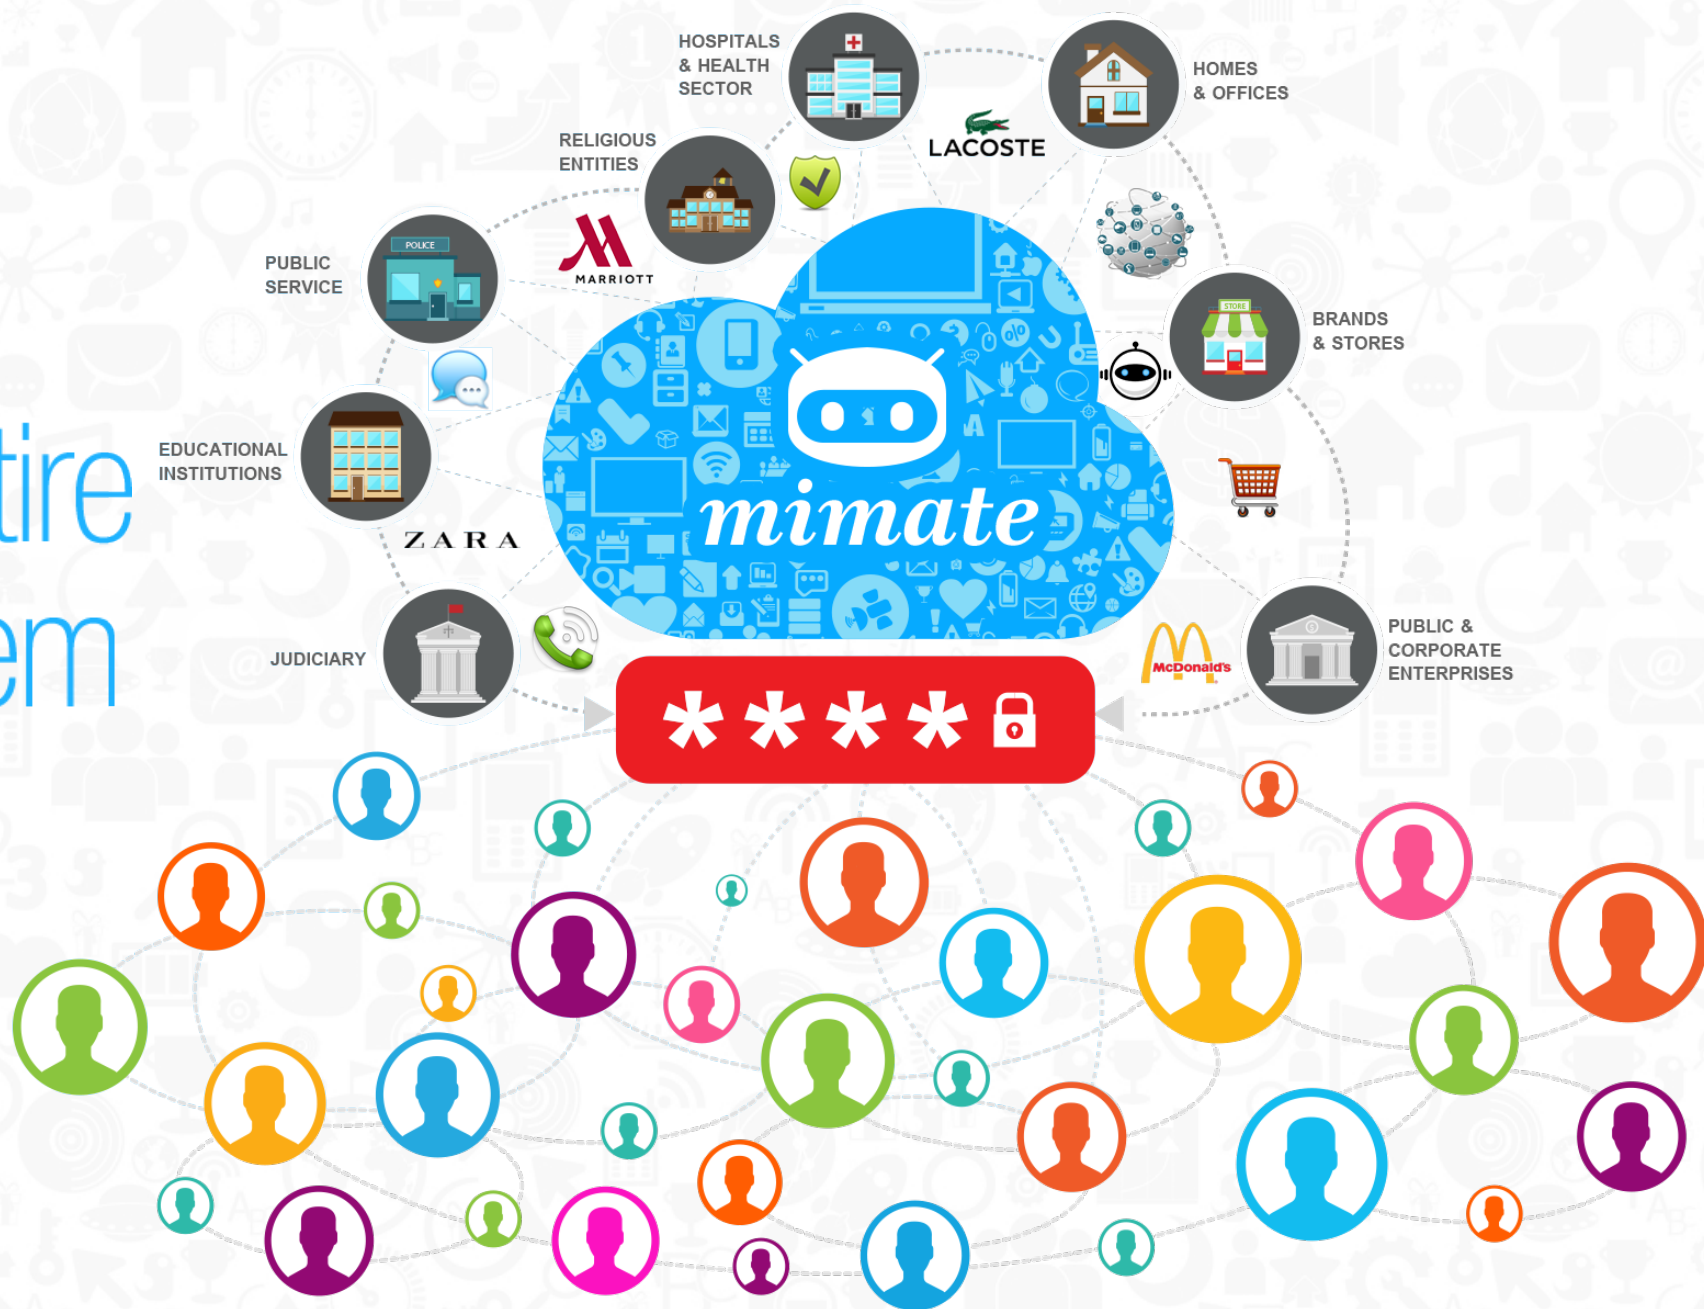 HOSPITALS
& HEALTH
SECTOR
HOMES
& OFFICES
LACOSTE
RELIGIOUS
ENTITIES
POLICE
PUBLIC
SERVICE
MARRIOTT
STORE
BRANDS
& STORES
tire
EDUCATIONAL
INSTITUTIONS
mimate
ZARA
em
JUDICIARY
McDonald's
PUBLIC &
CORPORATE
ENTERPRISES
****